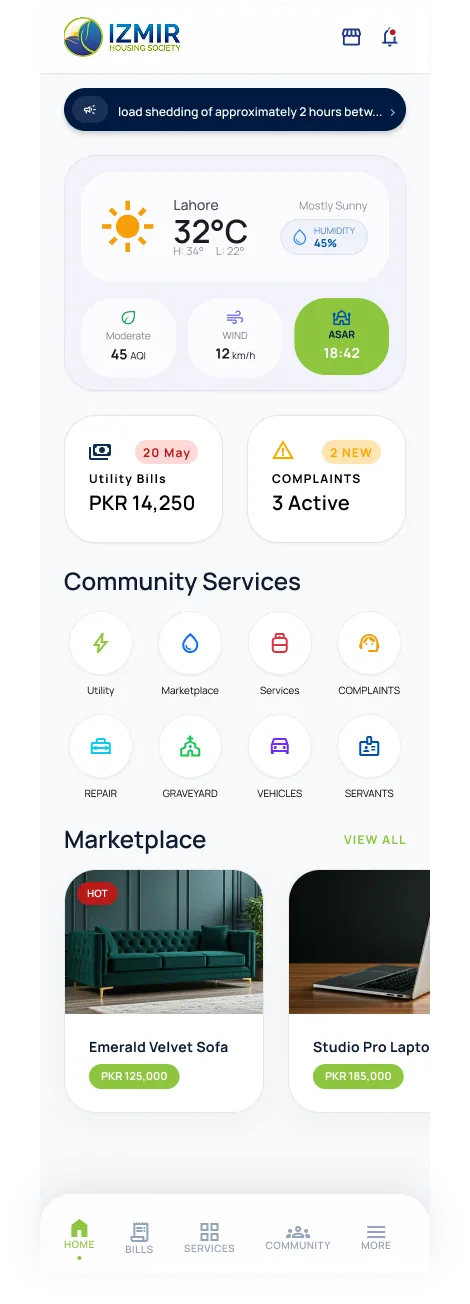 IZMIR
HOUSING SOCIETY
load shedding of approximately 2 hours betw...
Lahore
Mostly Sunny
32°C
H: 34° L: 22°
HUMIDITY
45%
Moderate
45 AQI
WIND
12 km/h
ASAR
18:42
20 May
Utility Bills
PKR 14,250
2 NEW
COMPLAINTS
3 Active
Community Services
Utility
Marketplace
Services
COMPLAINTS
REPAIR
GRAVEYARD
VEHICLES
SERVANTS
Marketplace
VIEW ALL
HOT
Emerald Velvet Sofa
PKR 125,000
Studio Pro Lapto
PKR 185,000
HOME
BILLS
SERVICES
COMMUNITY
MORE